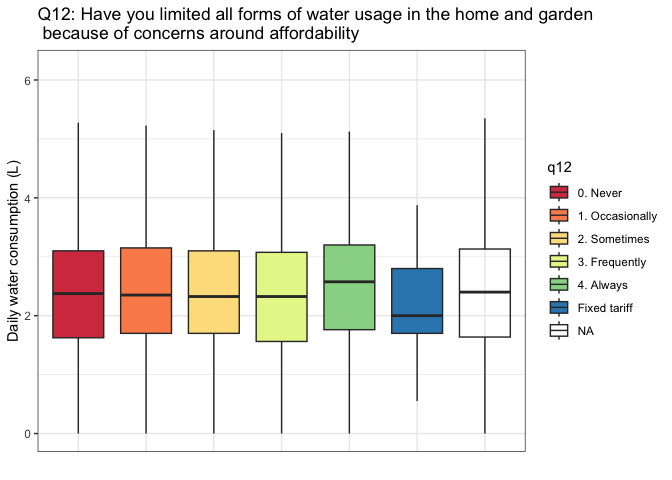 Q12: Have you limited all forms of water usage in the home and garden
because of concerns around affordability
Daily water consumption (L)
6
4
2
0
q12
0. Never
1. Occasionally
2. Sometimes
3. Frequently
4. Always
Fixed tariff
NA